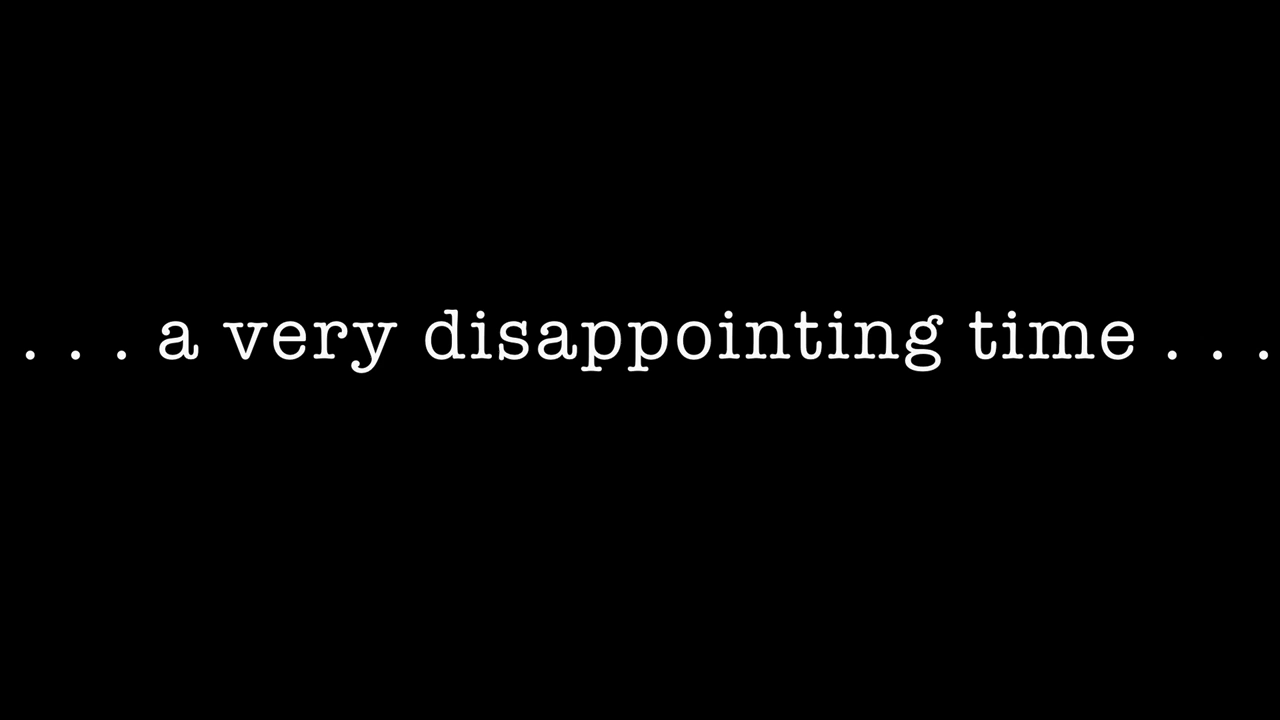 . . . a very disappointing time . . .